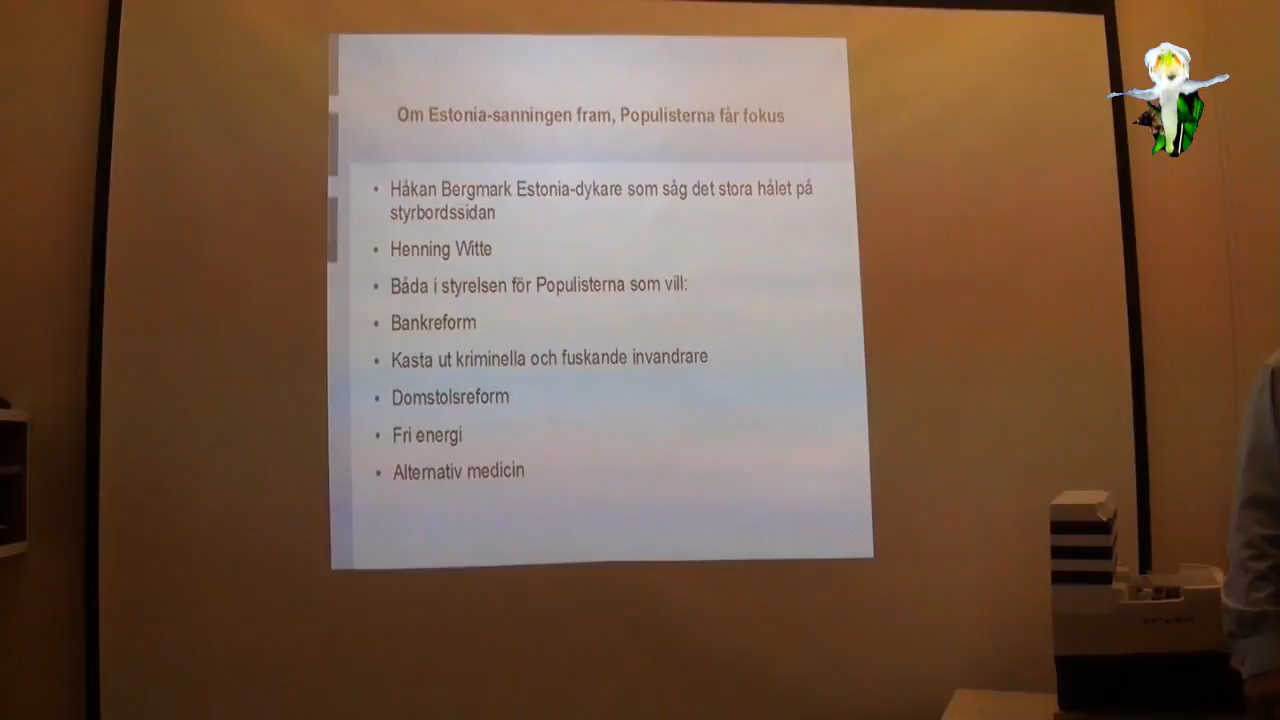 Om Estonia-sanningen fram, Populisterna får fokus
• Håkan Bergmark Estonia-dykare som såg det stora hålet på
styrbordssidan
• Henning Witte
• Båda i styrelsen för Populisterna som vill:
• Bankreform
• Kasta ut kriminella och fuskande invandrare
• Domstolsreform
• Fri energi
• Alternativ medicin
ESTONIA